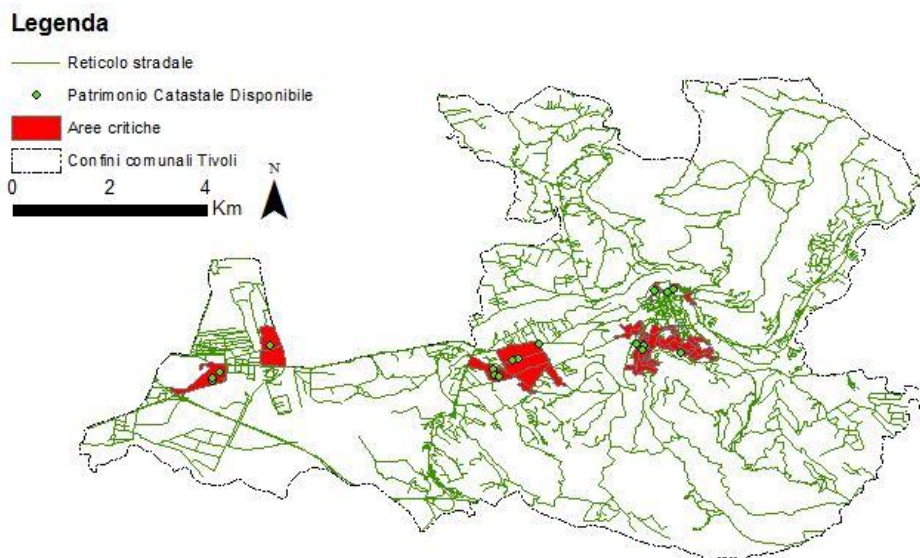 Legenda
Reticolo stradale
Patrimonio Catastale Disponibile
Aree critiche
Confini comunali Tivoli
0 2 4
Km
N